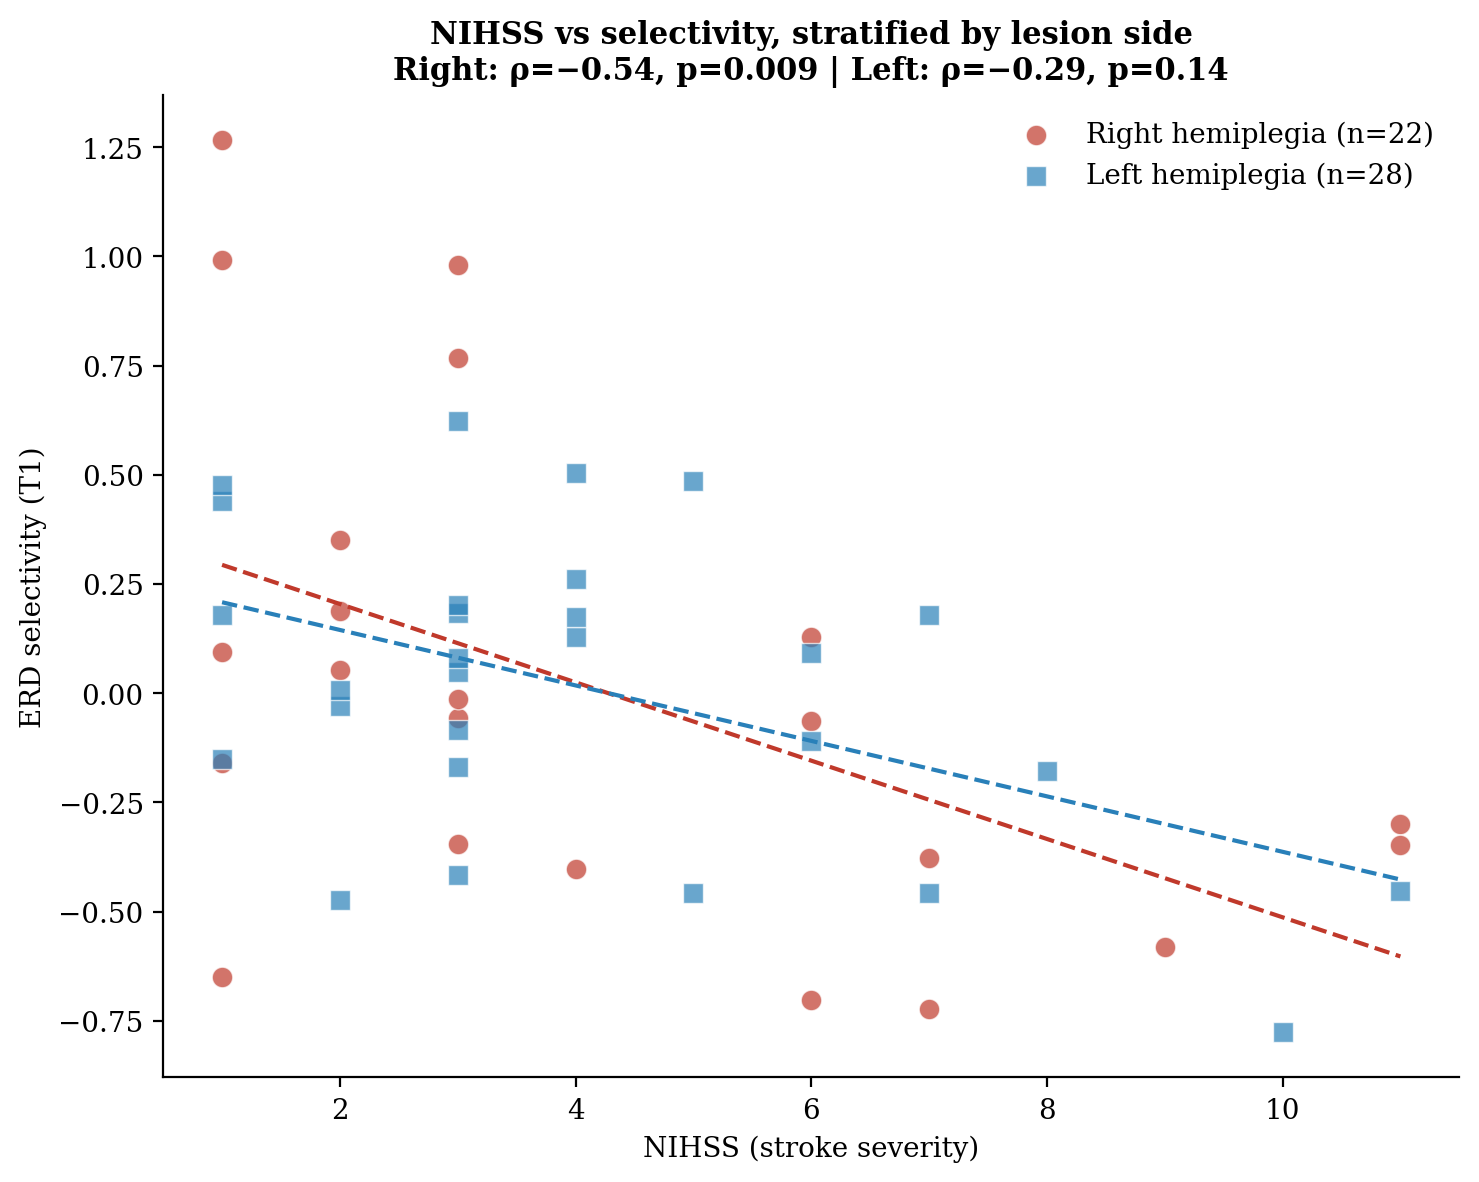 NIHSS vs selectivity, stratified by lesion side
Right: ρ=−0.54, p=0.009 | Left: ρ=−0.29, p=0.14
Right hemiplegia (n=22)
Left hemiplegia (n=28)
ERD selectivity (T1)
1.25
1.00
0.75
0.50
0.25
0.00
−0.25
−0.50
−0.75
2 4 6 8 10
NIHSS (stroke severity)